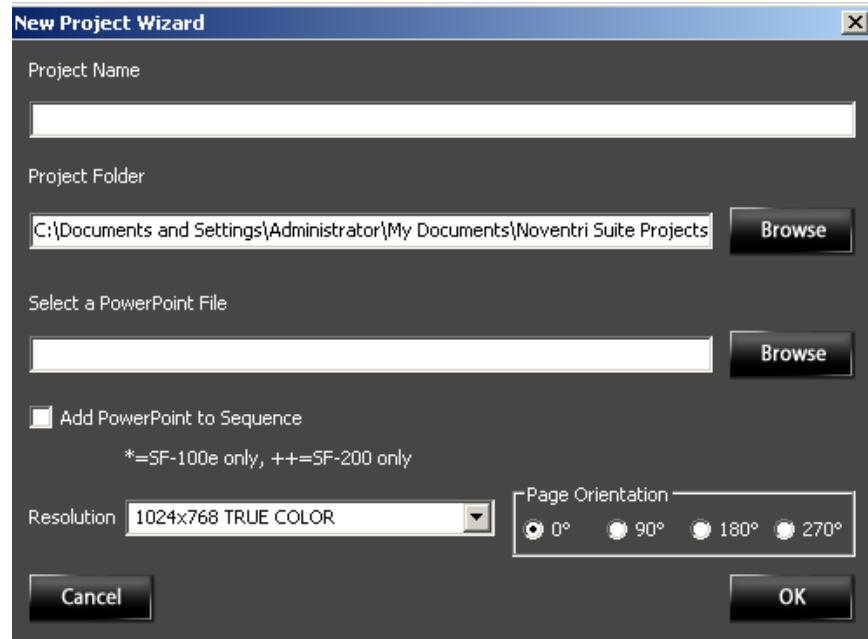 New Project Wizard
Project Name
Project Folder
C:\Documents and Settings\Administrator\My Documents\Noventri Suite Projects
Browse
Select a PowerPoint File
Browse
Add PowerPoint to Sequence
*=SF-100e only, ++=SF-200 only
Page Orientation
Resolution 1024x768 TRUE COLOR
0° 90° 180° 270°
Cancel OK